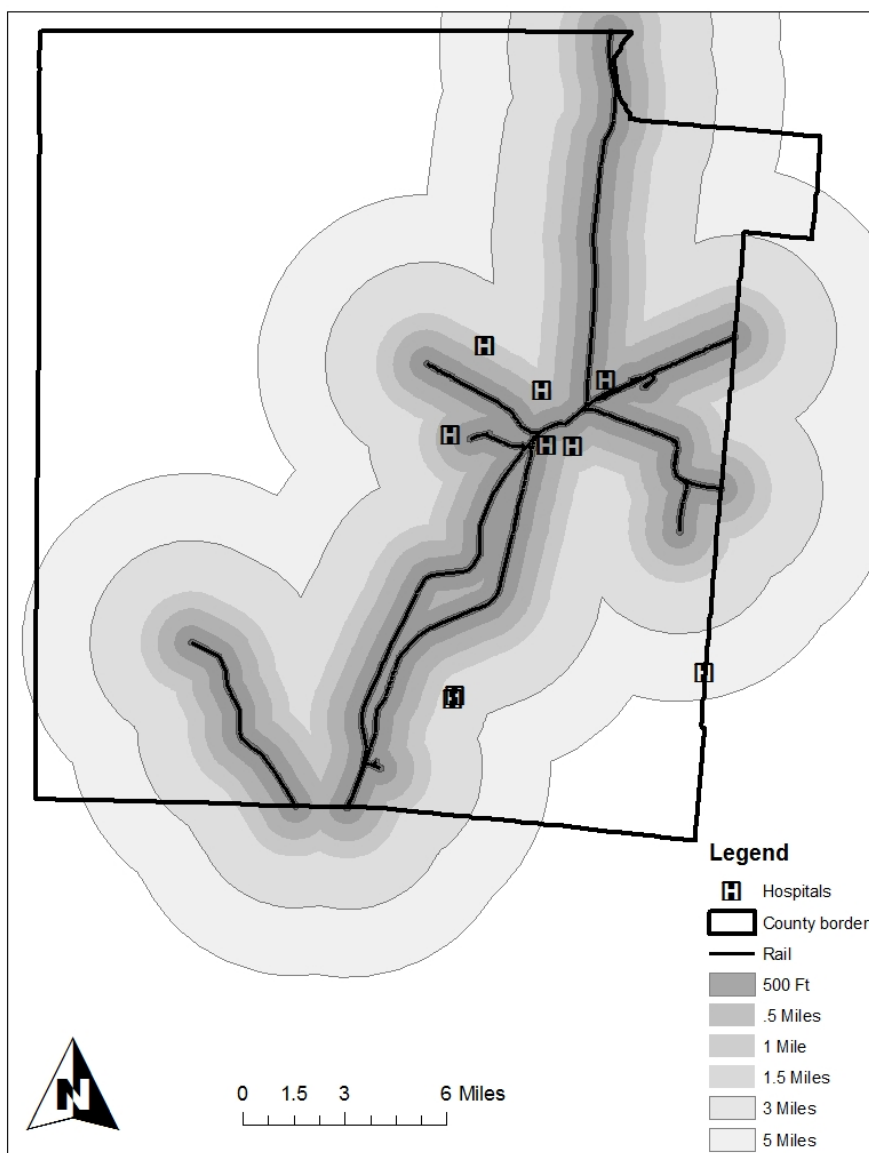 H
H
H
H
H
H
H
H
Legend
H Hospitals
County border
Rail
500 Ft
.5 Miles
1 Mile
1.5 Miles
3 Miles
5 Miles
N
0 1.5 3 6 Miles